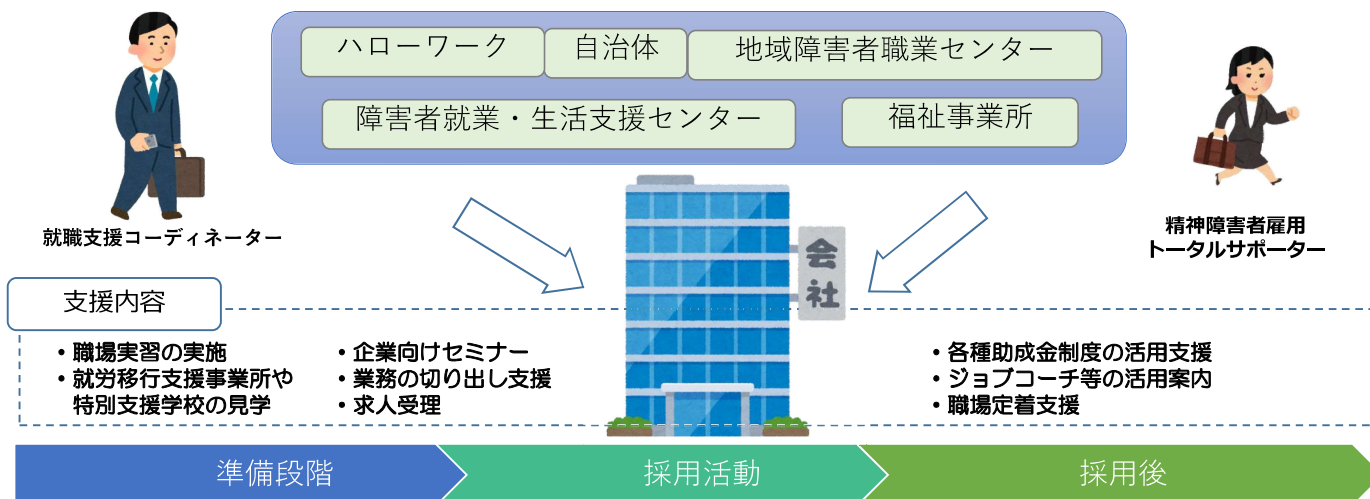 ハローワーク
自治体
地域障害者職業センター
障害者就業・生活支援センター
福祉事業所
就職支援コーディネーター
精神障害者雇用
トータルサポーター
会社
支援内容
・職場実習の実施
・就労移行支援事業所や
特別支援学校の見学
・企業向けセミナー
・業務の切り出し支援
・求人受理
・各種助成金制度の活用支援
・ジョブコーチ等の活用案内
・職場定着支援
準備段階
採用活動
採用後